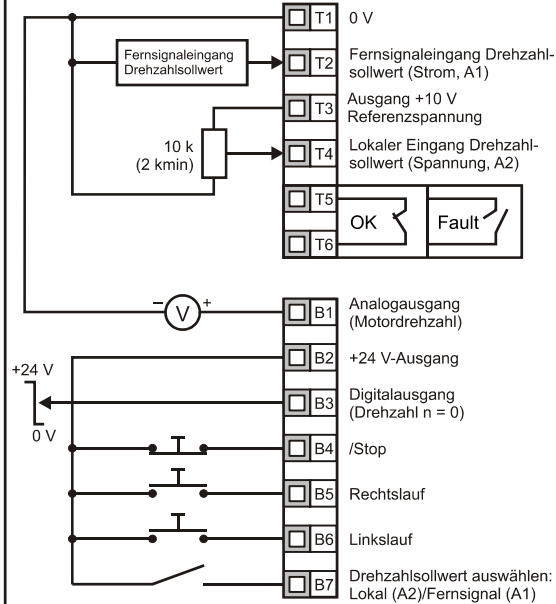 T1 0 V
Fernsignaleingang
Drehzahlsollwert
T2 Fernsignaleingang Drehzahl-
sollwert (Strom, A1)
T3 Ausgang +10 V
Referenzspannung
10 k
(2 kmin)
T4 Lokaler Eingang Drehzahl-
sollwert (Spannung, A2)
T5
OK Fault
T6
– V +
B1 Analogausgang
(Motordrehzahl)
B2 +24 V-Ausgang
+24 V
0 V
B3 Digitalausgang
(Drehzahl n = 0)
B4 /Stop
B5 Rechtslauf
B6 Linkslauf
B7 Drehzahlsollwert auswählen:
Lokal (A2)/Fernsignal (A1)